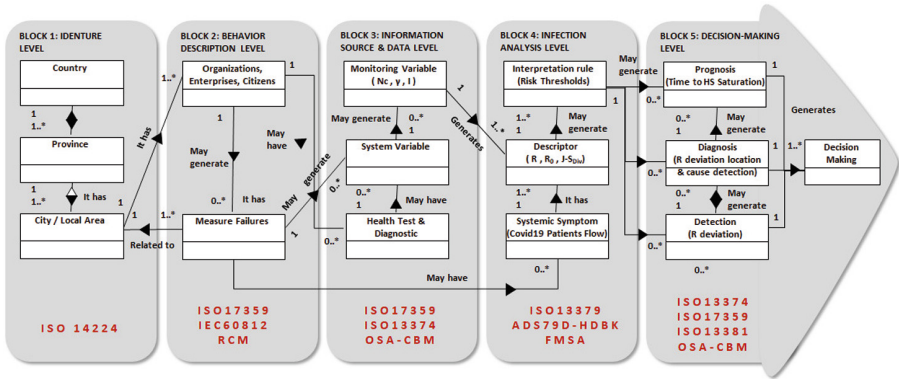 BLOCK 1: IDENTURE
LEVEL
Country
1
1..*
Province
1
It has
1..*
City / Local Area
1
ISO 14224
It has
1..*
1
Related to
1..*
BLOCK 2: BEHAVIOR
DESCRIPTION LEVEL
Organizations,
Enterprises, Citizens
1
1
May
generate
May
have
0..*
Measure Failures
1
May generate
0..*
0..*
May have
ISO17359
IEC60812
RCM
BLOCK 3: INFORMATION
SOURCE & DATA LEVEL
Monitoring Variable
( Nc , γ , I )
1
0..*
May generate
1
System Variable
0..*
May have
1
Health Test &
Diagnostic
Generates
1..*
ISO17359
ISO13374
OSA-CBM
BLOCK 4: INFECTION
ANALYSIS LEVEL
Interpretation rule
(Risk Thresholds)
1
1..*
May
generate
1
Descriptor
( R , R0 , J-SDiv)
1..*
It has
1
Systemic Symptom
(Covid19 Patients Flow)
0..*
ISO13379
ADS79D-HDBK
FMSA
May
generate
0..*
0..*
0..*
BLOCK 5: DECISION-MAKING
LEVEL
Prognosis
(Time to HS Saturation)
1
0..*
May
generate
1
Diagnosis
(R deviation location
& cause detection)
1
0..*
May
generate
1
Detection
(R deviation)
1
0..*
Generates
1..*
Decision
Making
ISO13374
ISO17359
ISO13381
OSA-CBM